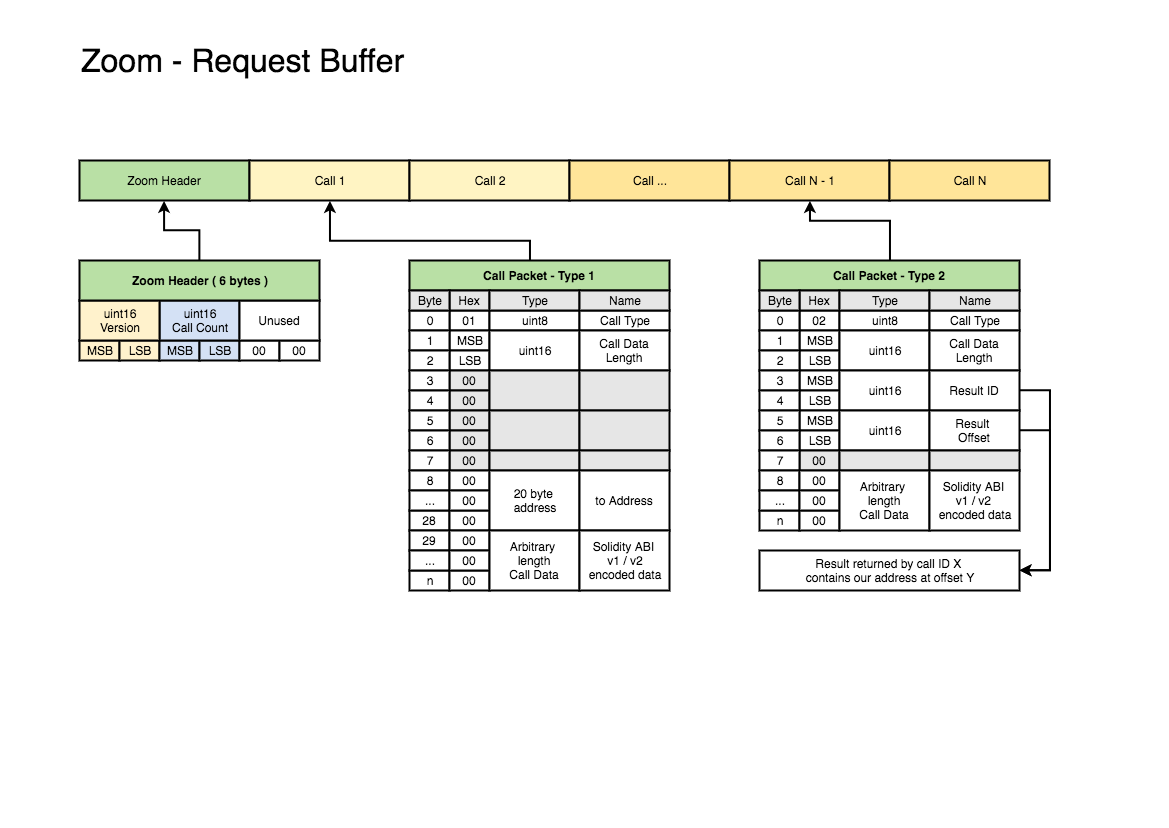 Zoom - Request Buffer
Zoom Header
Call 1
Call 2
Call ...
Call N - 1
Call N
Zoom Header ( 6 bytes )
uint16
Version
uint16
Call Count
Unused
MSB
LSB
MSB
LSB
00
00
Call Packet - Type 1
Byte
Hex
Type
Name
0
01
uint8
Call Type
1
MSB
uint16
Call Data
Length
2
LSB
3
00
4
00
5
00
6
00
7
00
8
00
20 byte
address
to Address
...
00
28
00
29
00
Arbitrary
length
Call Data
Solidity ABI
v1 / v2
encoded data
...
00
n
00
Call Packet - Type 2
Byte
Hex
Type
Name
0
02
uint8
Call Type
1
MSB
uint16
Call Data
Length
2
LSB
3
MSB
uint16
Result ID
4
LSB
5
MSB
uint16
Result
Offset
6
LSB
7
00
8
00
Arbitrary
length
Call Data
Solidity ABI
v1 / v2
encoded data
...
00
n
00
Result returned by call ID X
contains our address at offset Y